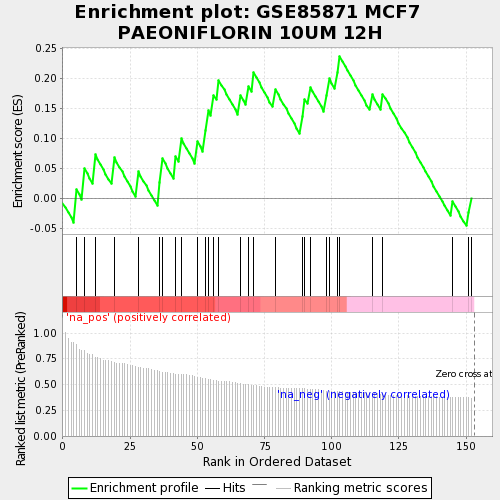 Enrichment plot: GSE85871 MCF7
PAEONIFLORIN 10UM 12H
Enrichment score (ES)
0.25
0.20
0.15
0.10
0.05
0.00
-0.05
'na_pos' (positively correlated)
Ranked list metric (PreRanked)
1.00
0.75
0.50
0.25
0.00
Zero cross at
'na_neg' (negatively correlated)
0
25
50
75
100
125
150
Rank in Ordered Dataset
Enrichment profile
Hits
Ranking metric scores